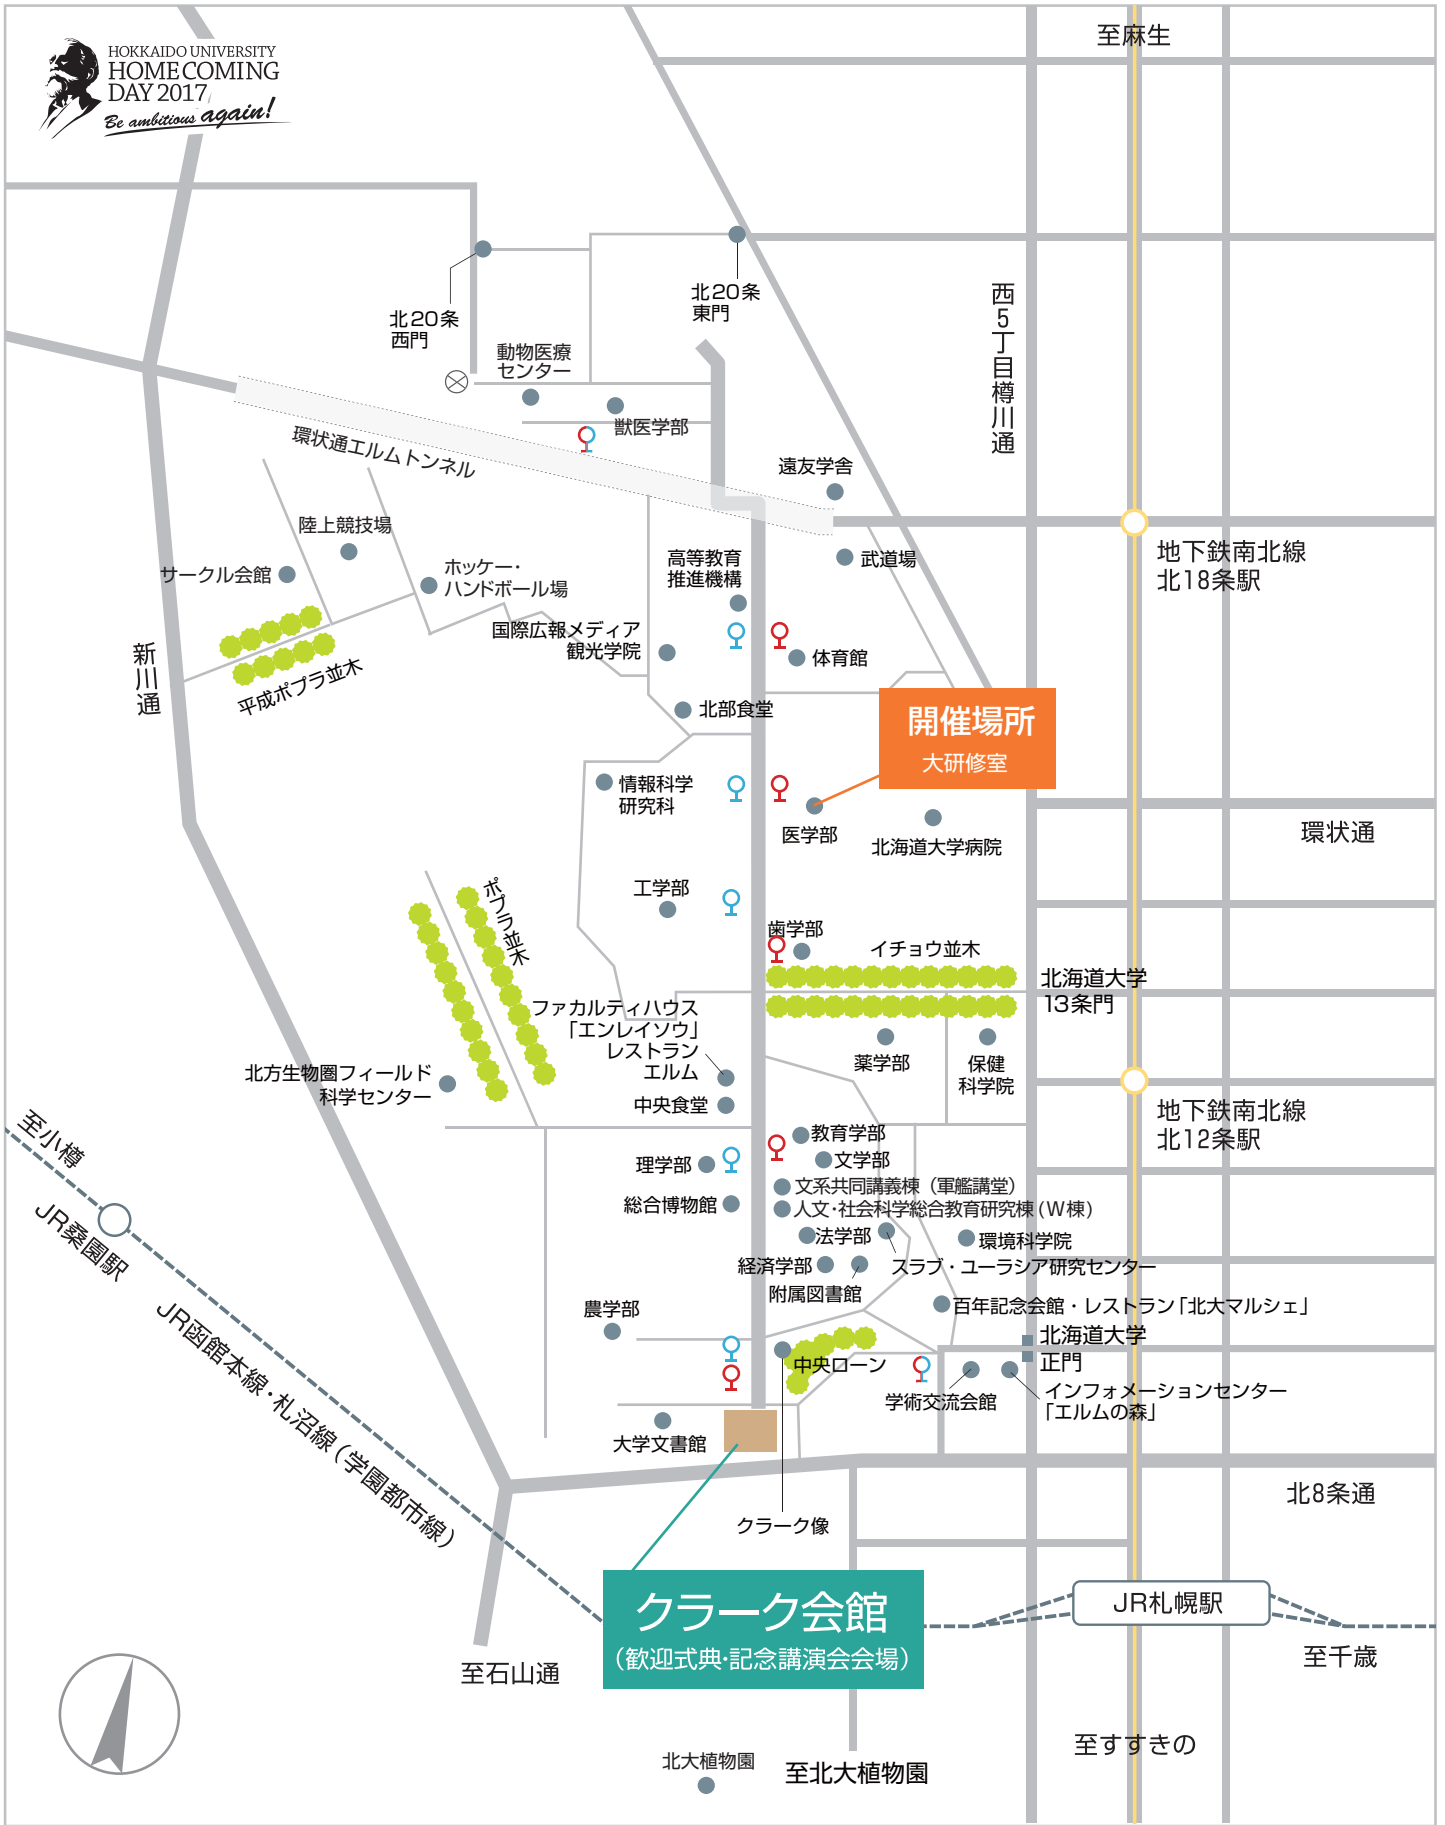 HOKKAIDO UNIVERSITY
HOMECOMING
DAY 2017
Be ambitious again!
至麻生
北20条
西門
北20条
東門
西5丁目樽川通
動物医療
センター
獣医学部
環状通エルムトンネル
遠友学舎
陸上競技場
サークル会館
ホッケー・
ハンドボール場
高等教育
推進機構
武道場
地下鉄南北線
北18条駅
国際広報メディア
観光学院
体育館
新川通
平成ポプラ並木
北部食堂
開催場所
大研修室
情報科学
研究科
医学部
北海道大学病院
環状通
工学部
ポプラ並木
歯学部
イチョウ並木
北海道大学
13条門
ファカルティハウス
「エンレイソウ」
レストラン
エルム
薬学部
保健
科学院
北方生物圏フィールド
科学センター
中央食堂
地下鉄南北線
北12条駅
至小樽
教育学部
文学部
理学部
文系共同講義棟(軍艦講堂)
総合博物館
人文・社会科学総合教育研究棟(W棟)
JR桑園駅
法学部
環境科学院
経済学部
スラブ・ユーラシア研究センター
附属図書館
農学部
百年記念会館・レストラン「北大マルシェ」
北海道大学
正門
JR函館本線・札沼線(学園都市線)
中央ローン
学術交流会館
インフォメーションセンター
「エルムの森」
大学文書館
北8条通
クラーク像
クラーク会館
(歓迎式典・記念講演会会場)
JR札幌駅
至石山通
至千歳
至すすきの
北大植物園
至北大植物園